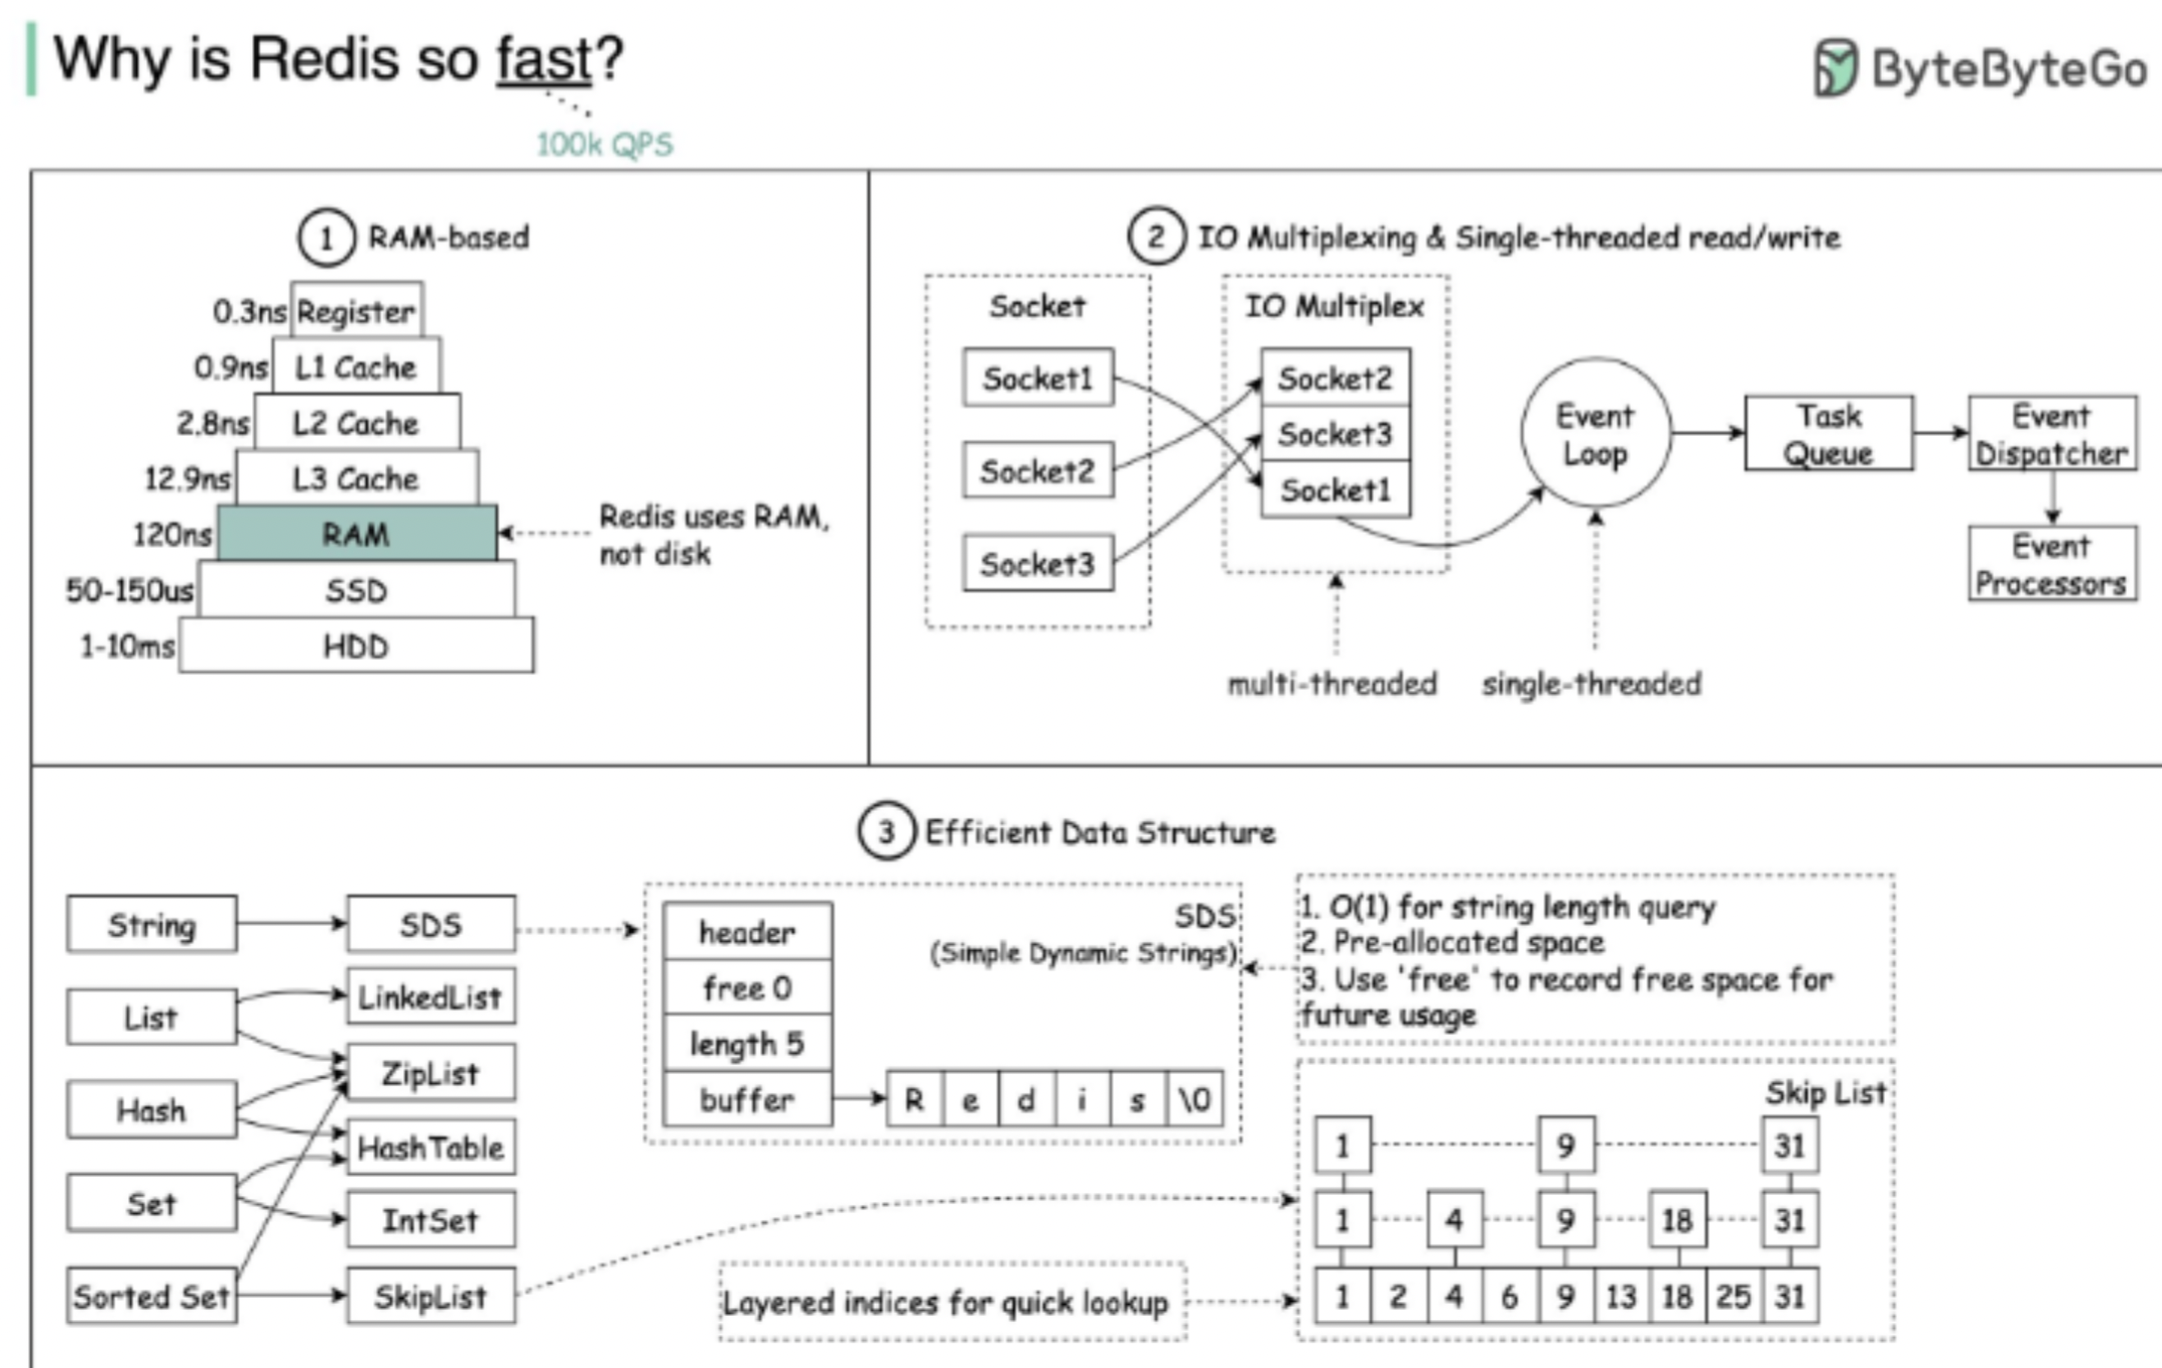 Why is Redis so fast?
ByteByteGo
100k QPS
1 RAM-based
0.3ns Register
0.9ns L1 Cache
2.8ns L2 Cache
12.9ns L3 Cache
120ns RAM
50-150us SSD
1-10ms HDD
Redis uses RAM,
not disk
2 IO Multiplexing & Single-threaded read/write
Socket
Socket1
Socket2
Socket3
IO Multiplex
Socket2
Socket3
Socket1
Event
Loop
Task
Queue
Event
Dispatcher
Event
Processors
multi-threaded
single-threaded
3 Efficient Data Structure
String
List
Hash
Set
Sorted Set
SDS
LinkedList
ZipList
HashTable
IntSet
SkipList
header
free 0
length 5
buffer
R e d i s \0
SDS
(Simple Dynamic Strings)
1. O(1) for string length query
2. Pre-allocated space
3. Use 'free' to record free space for
future usage
Skip List
1 9 31
1 4 9 18 31
1 2 4 6 9 13 18 25 31
Layered indices for quick lookup